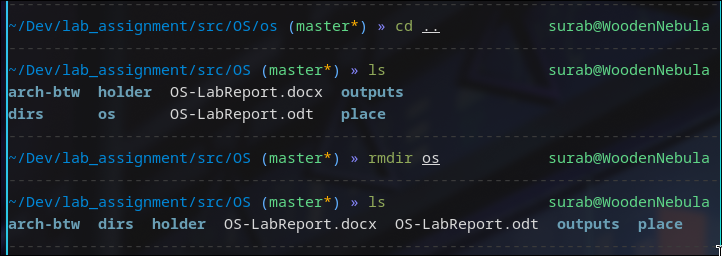 ~/Dev/lab_assignment/src/OS/os (master*) » cd .. surab@WoodenNebula
~/Dev/lab_assignment/src/OS (master*) » ls surab@WoodenNebula
arch-btw holder OS-LabReport.docx outputs
dirs os OS-LabReport.odt place
~/Dev/lab_assignment/src/OS (master*) » rmdir os surab@WoodenNebula
~/Dev/lab_assignment/src/OS (master*) » ls surab@WoodenNebula
arch-btw dirs holder OS-LabReport.docx OS-LabReport.odt outputs place